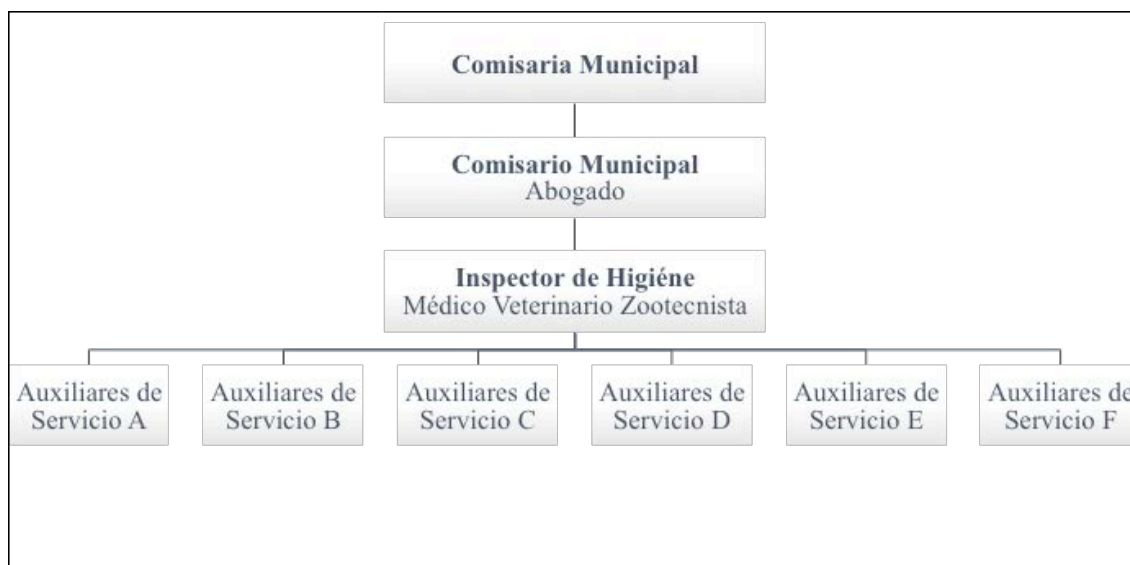 Comisaria Municipal
Comisario Municipal
Abogado
Inspector de Higiéne
Médico Veterinario Zootecnista
Auxiliares de
Servicio A
Auxiliares de
Servicio B
Auxiliares de
Servicio C
Auxiliares de
Servicio D
Auxiliares de
Servicio E
Auxiliares de
Servicio F